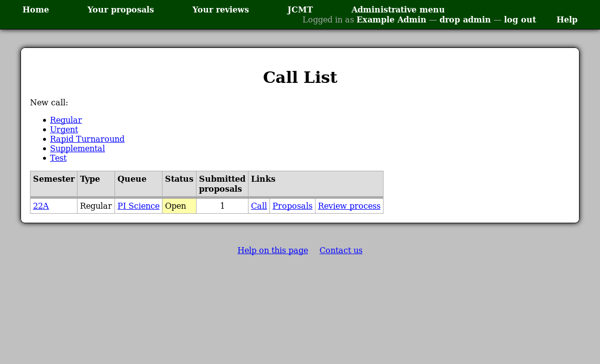 Home Your proposals Your reviews JCMT Administrative menu
Logged in as Example Admin — drop admin — log out Help
Call List
New call:
Regular
Urgent
Rapid Turnaround
Supplemental
Test
Semester Type Queue Status Submitted proposals Links
22A Regular PI Science Open 1 Call Proposals Review process
Help on this page Contact us